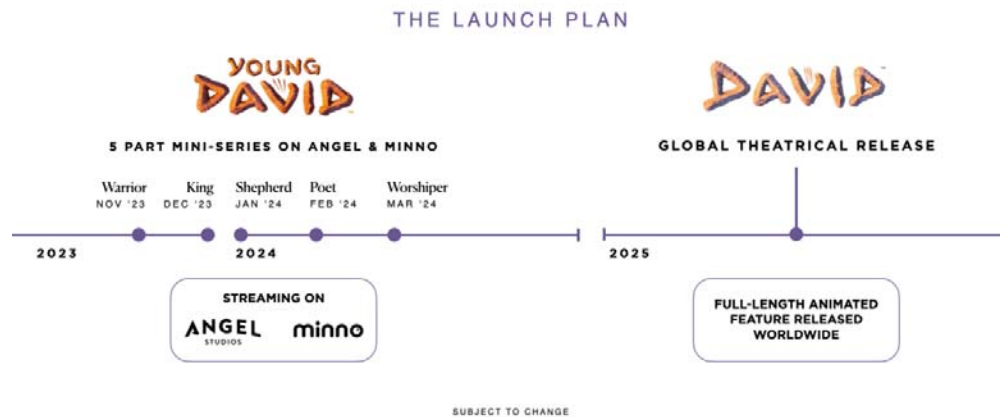 THE LAUNCH PLAN
YOUNG
DAVID
5 PART MINI-SERIES ON ANGEL & MINNO
Warrior
NOV '23
King
DEC '23
Shepherd
JAN '24
Poet
FEB '24
Worshiper
MAR '24
2023
2024
STREAMING ON
ANGEL
STUDIOS
minno
DAVID
GLOBAL THEATRICAL RELEASE
2025
FULL-LENGTH ANIMATED
FEATURE RELEASED
WORLDWIDE
SUBJECT TO CHANGE